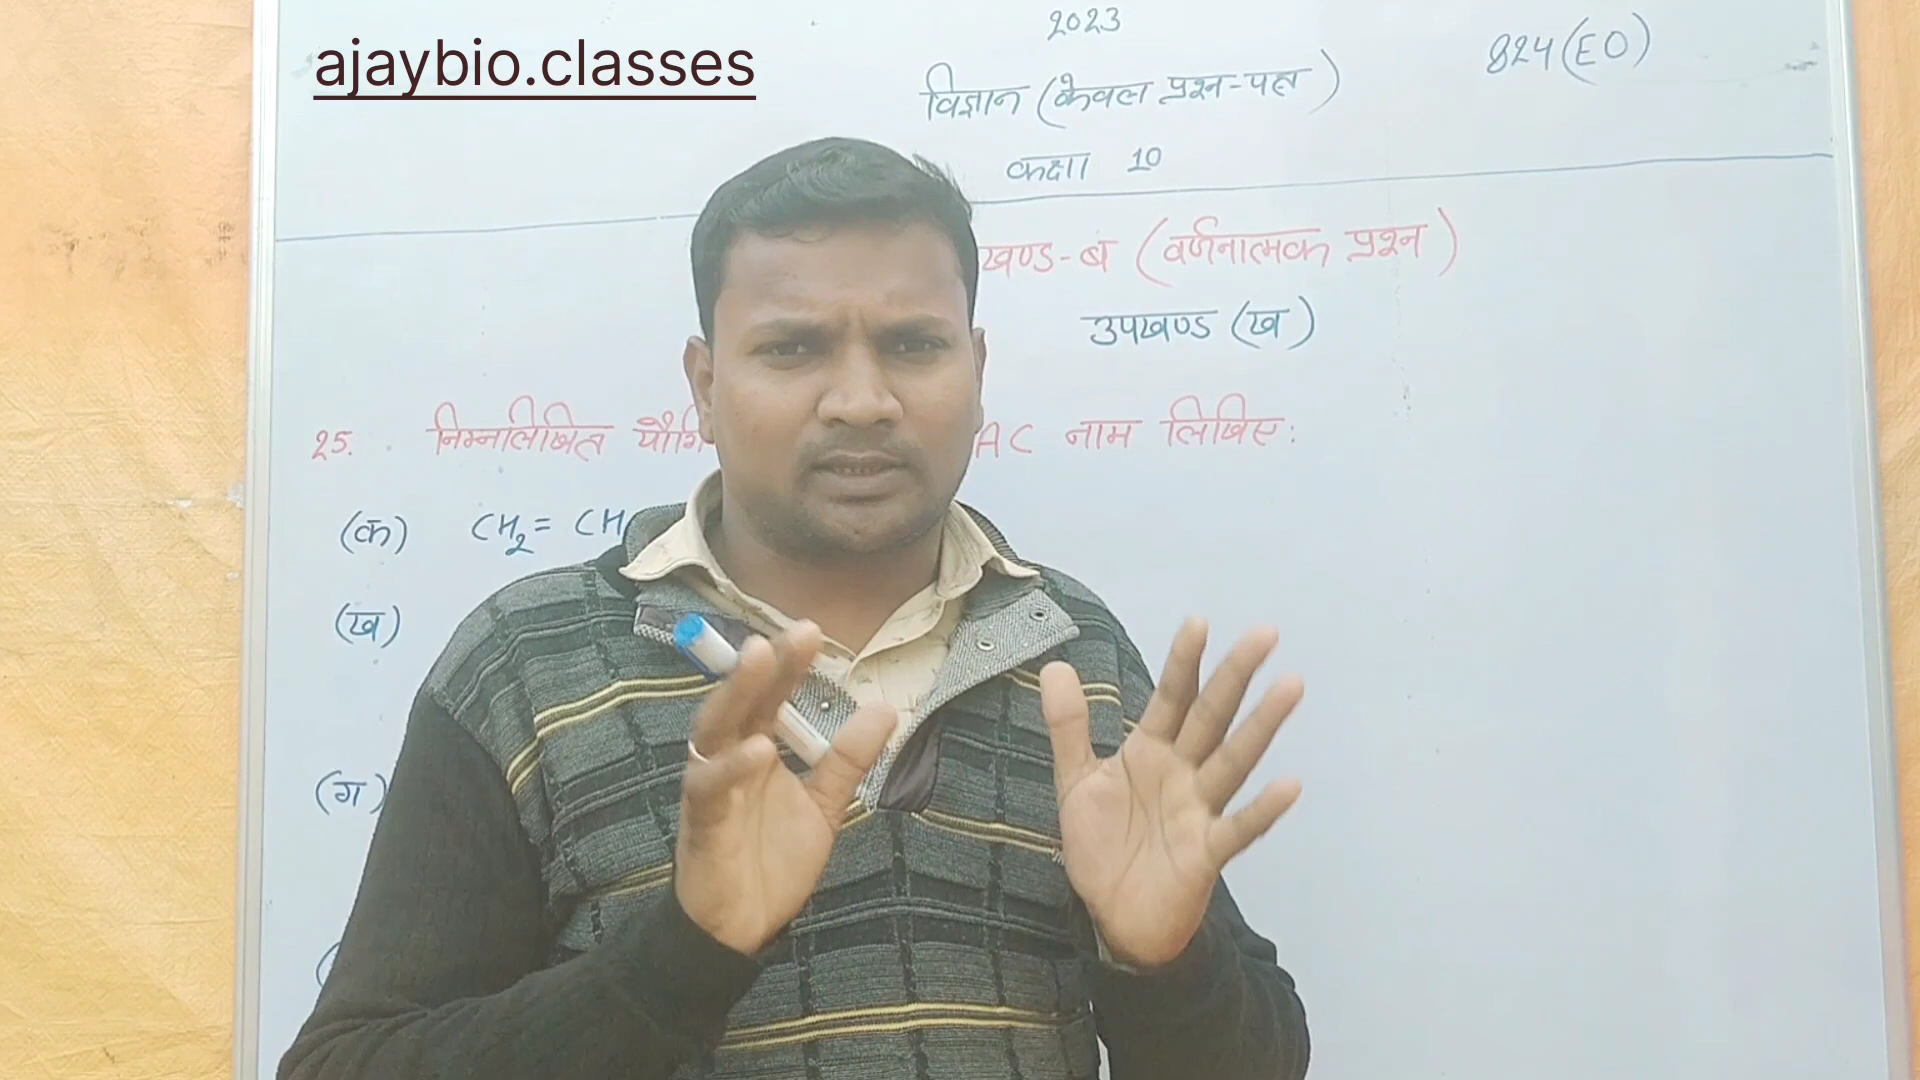 ajaybio.classes
2023
824 (EO)
विज्ञान (केवल प्रश्न-पत्र)
कक्षा 10
खण्ड-ब (वर्णनात्मक प्रश्न)
उपखण्ड (ख)
25. निम्नलिखित यौगि AC नाम लिखिए:
(क) CH₂= CH
(ख)
(ग)